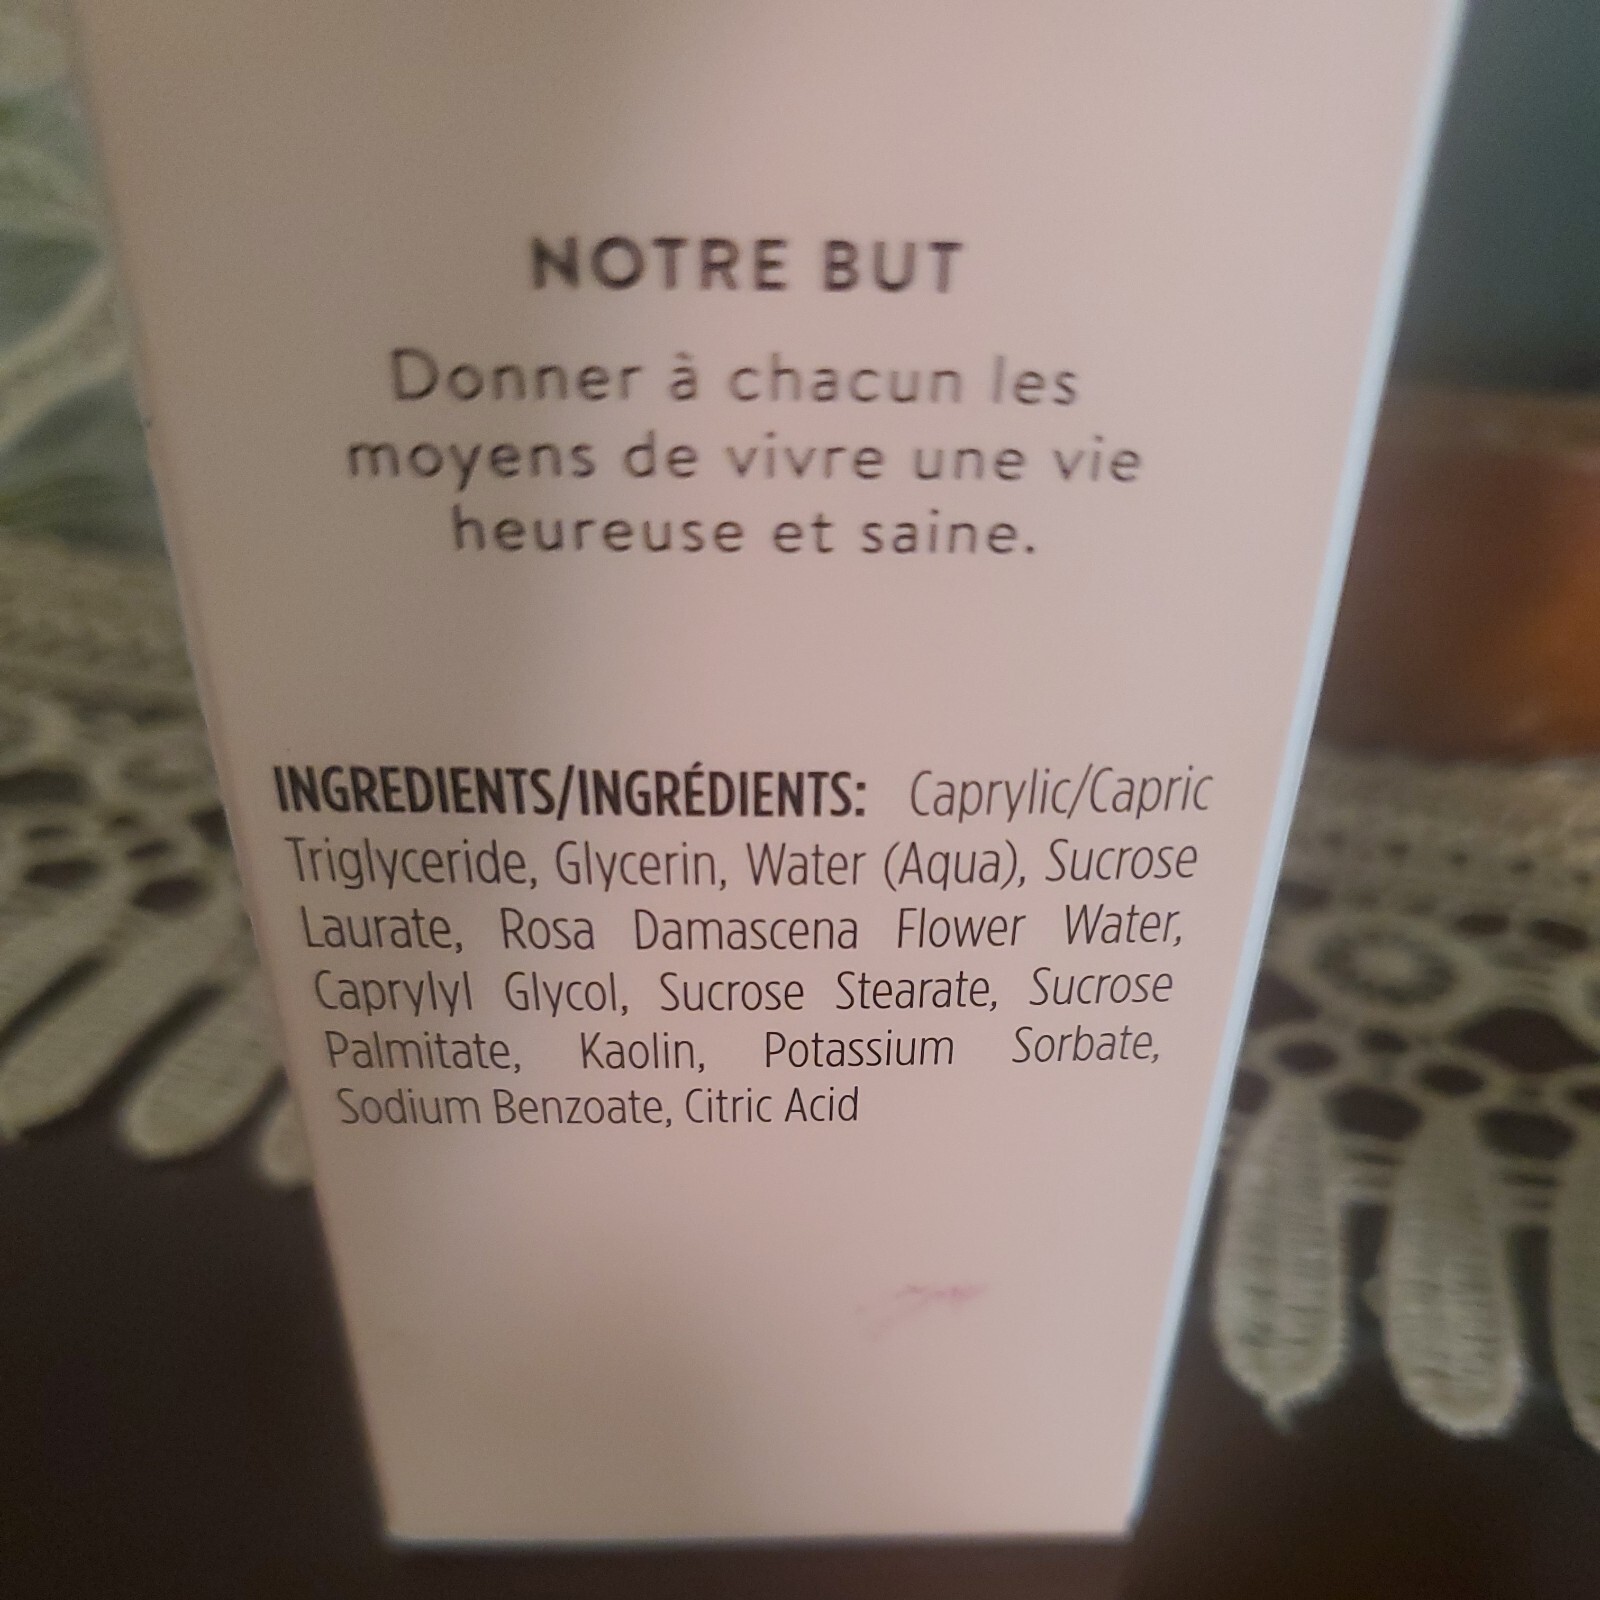 NOTRE BUT
Donner à chacun les
moyens de vivre une vie
heureuse et saine.
INGREDIENTS/INGRÉDIENTS: Caprylic/Capric
Triglyceride, Glycerin, Water (Aqua), Sucrose
Laurate, Rosa Damascena Flower Water,
Caprylyl Glycol, Sucrose Stearate, Sucrose
Palmitate, Kaolin, Potassium Sorbate,
Sodium Benzoate, Citric Acid